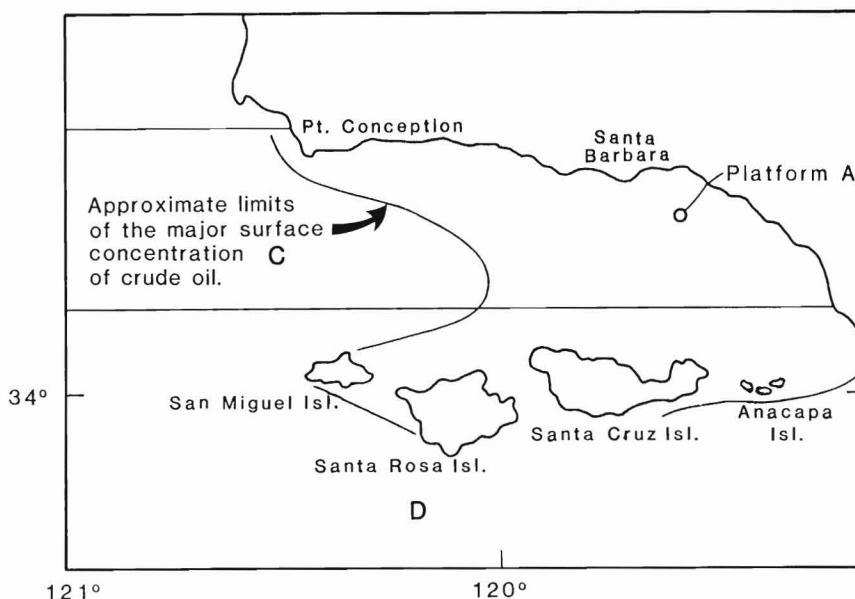 Pt. Conception
Santa
Barbara
Platform A
Approximate limits
of the major surface
concentration C
of crude oil.
34°
San Miguel Isl.
Santa Rosa Isl.
Santa Cruz Isl.
Anacapa
Isl.
D
121°
120°